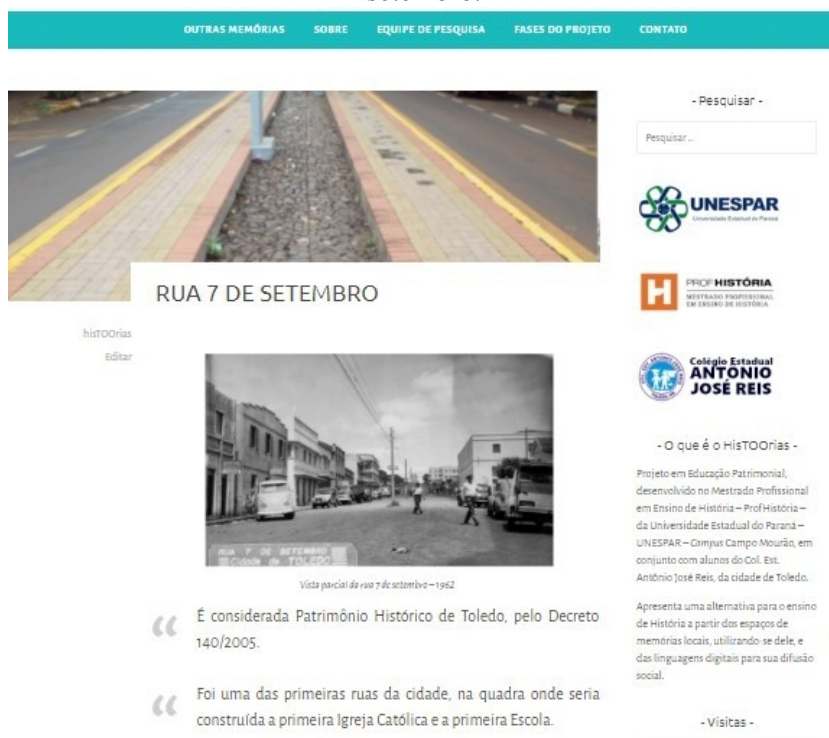 setembro.
OUTRAS MEMÓRIAS SOBRE EQUIPE DE PESQUISA FASES DO PROJETO CONTATO
RUA 7 DE SETEMBRO
hisTOOrias
Editar
RUA 7 DE SETEMBRO
Cidade de TOLEDO
Vista parcial da rua 7 de setembro – 1962
É considerada Patrimônio Histórico de Toledo, pelo Decreto
140/2005.
Foi uma das primeiras ruas da cidade, na quadra onde seria
construída a primeira Igreja Católica e a primeira Escola.
- Pesquisar -
Pesquisar ...
UNESPAR
Universidade Estadual do Paraná
H PROFHISTÓRIA
MESTRADO PROFISSIONAL
EM ENSINO DE HISTÓRIA
Colégio Estadual
ANTONIO
JOSÉ REIS
- O que é o HisTOOrias -
Projeto em Educação Patrimonial,
desenvolvido no Mestrado Profissional
em Ensino de História – ProfHistória –
da Universidade Estadual do Paraná –
UNESPAR – Campus Campo Mourão, em
conjunto com alunos do Col. Est.
Antônio José Reis, da cidade de Toledo.
Apresenta uma alternativa para o ensino
de História a partir dos espaços de
memórias locais, utilizando-se dele, e
das linguagens digitais para sua difusão
social.
- Visitas -